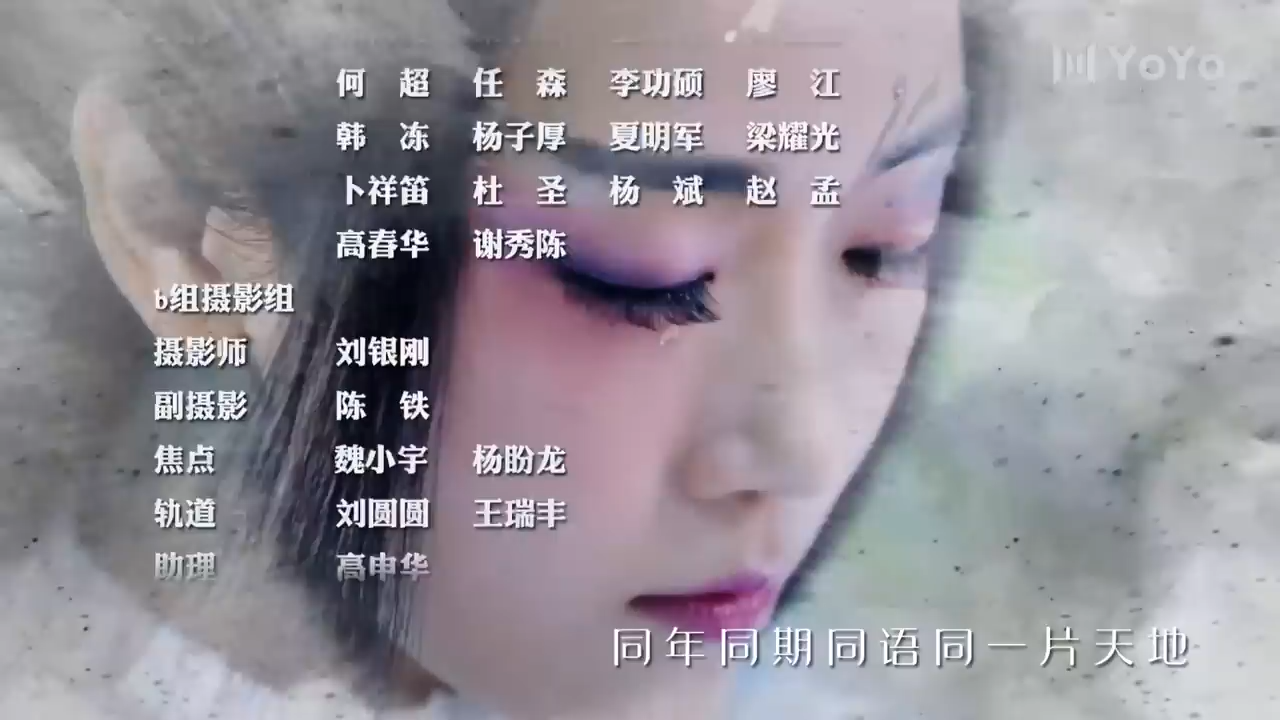 YoYo
何 超 任 森 李功硕 廖 江
韩 冻 杨子厚 夏明军 梁耀光
卜祥笛 杜 圣 杨 斌 赵 孟
高春华 谢秀陈
b组摄影组
摄影师 刘银刚
副摄影 陈 铁
焦点 魏小宇 杨盼龙
轨道 刘圆圆 王瑞丰
助理 高申华
同年同期同语同一片天地